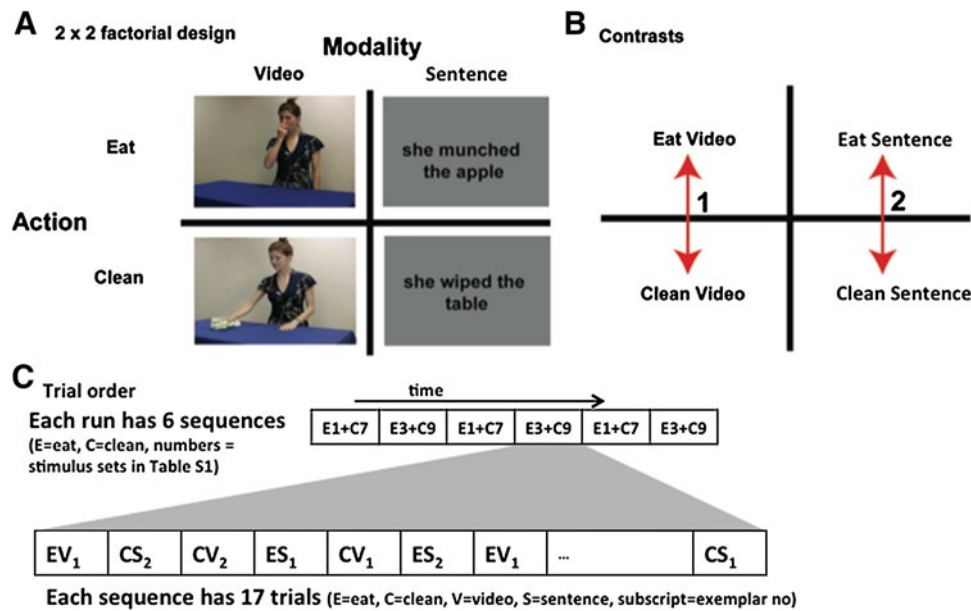 A 2 x 2 factorial design
Modality
Video Sentence
Eat
she munched
the apple
Action
Clean
she wiped the
table
B Contrasts
Eat Video Eat Sentence
1 2
Clean Video Clean Sentence
C Trial order
time
Each run has 6 sequences
(E=eat, C=clean, numbers =
stimulus sets in Table S1)
E1+C7 E3+C9 E1+C7 E3+C9 E1+C7 E3+C9
EV1 CS2 CV2 ES1 CV1 ES2 EV1 ... CS1
Each sequence has 17 trials (E=eat, C=clean, V=video, S=sentence, subscript=exemplar no)